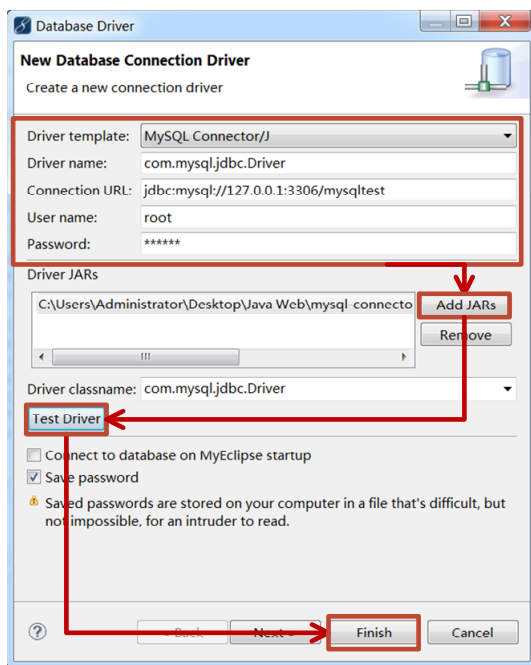 Database Driver
New Database Connection Driver
Create a new connection driver
Driver template: MySQL Connector/J
Driver name: com.mysql.jdbc.Driver
Connection URL: jdbc:mysql://127.0.0.1:3306/mysqltest
User name: root
Password: ******
Driver JARs
C:\Users\Administrator\Desktop\Java Web\mysql-connecto
Add JARs
Remove
Driver classname: com.mysql.jdbc.Driver
Test Driver
Connect to database on MyEclipse startup
Save password
Saved passwords are stored on your computer in a file that's difficult, but
not impossible, for an intruder to read.
? < Back Next > Finish Cancel